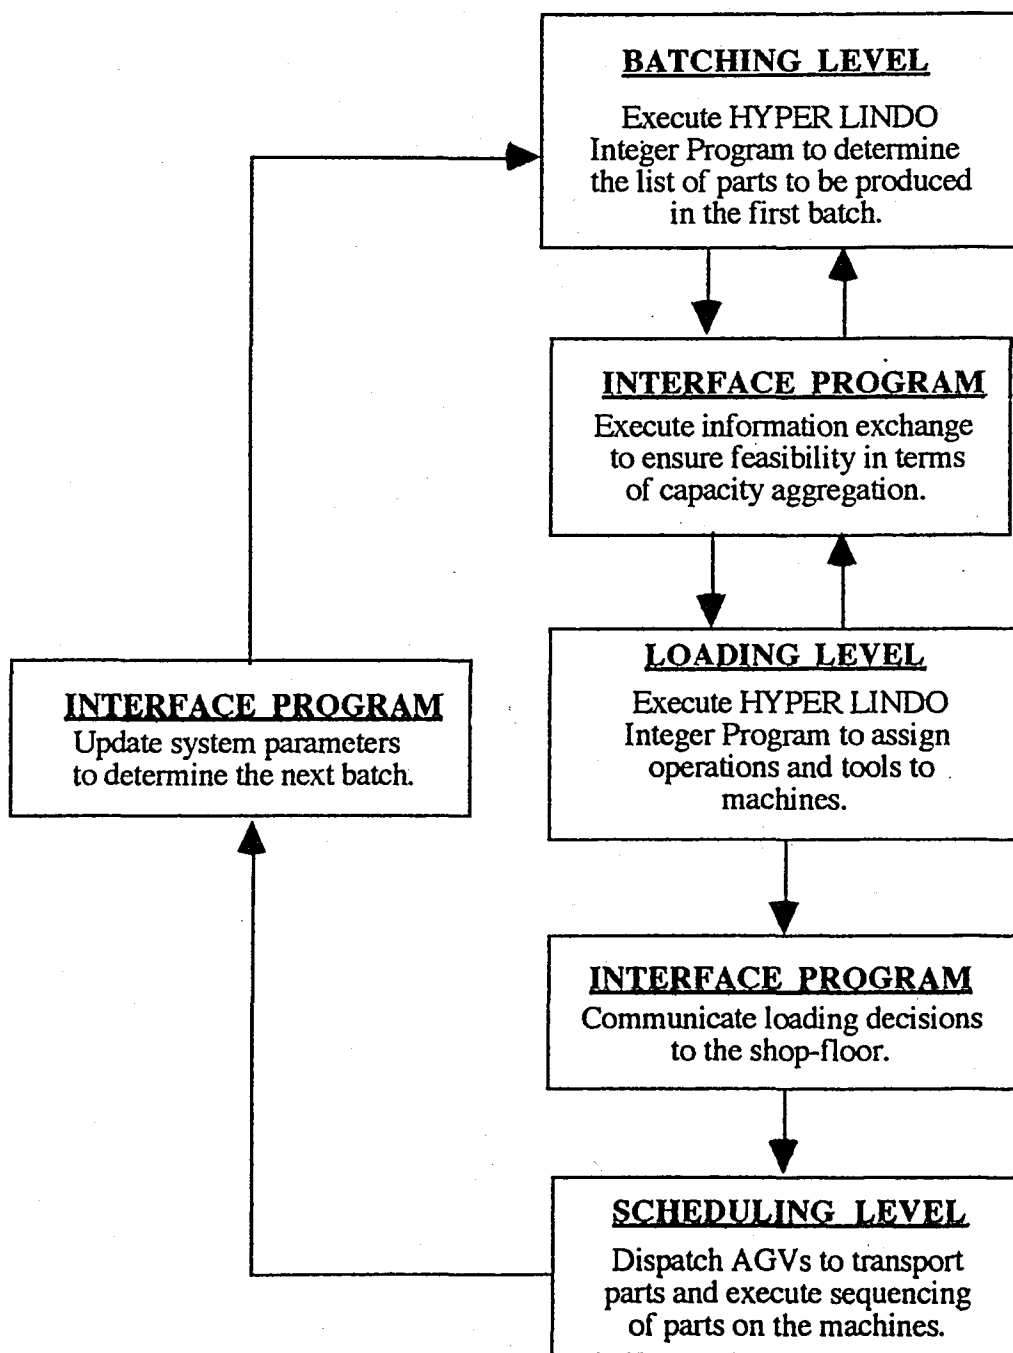 BATCHING LEVEL
Execute HYPER LINDO
Integer Program to determine
the list of parts to be produced
in the first batch.
INTERFACE PROGRAM
Execute information exchange
to ensure feasibility in terms
of capacity aggregation.
LOADING LEVEL
Execute HYPER LINDO
Integer Program to assign
operations and tools to
machines.
INTERFACE PROGRAM
Update system parameters
to determine the next batch.
INTERFACE PROGRAM
Communicate loading decisions
to the shop-floor.
SCHEDULING LEVEL
Dispatch AGVs to transport
parts and execute sequencing
of parts on the machines.